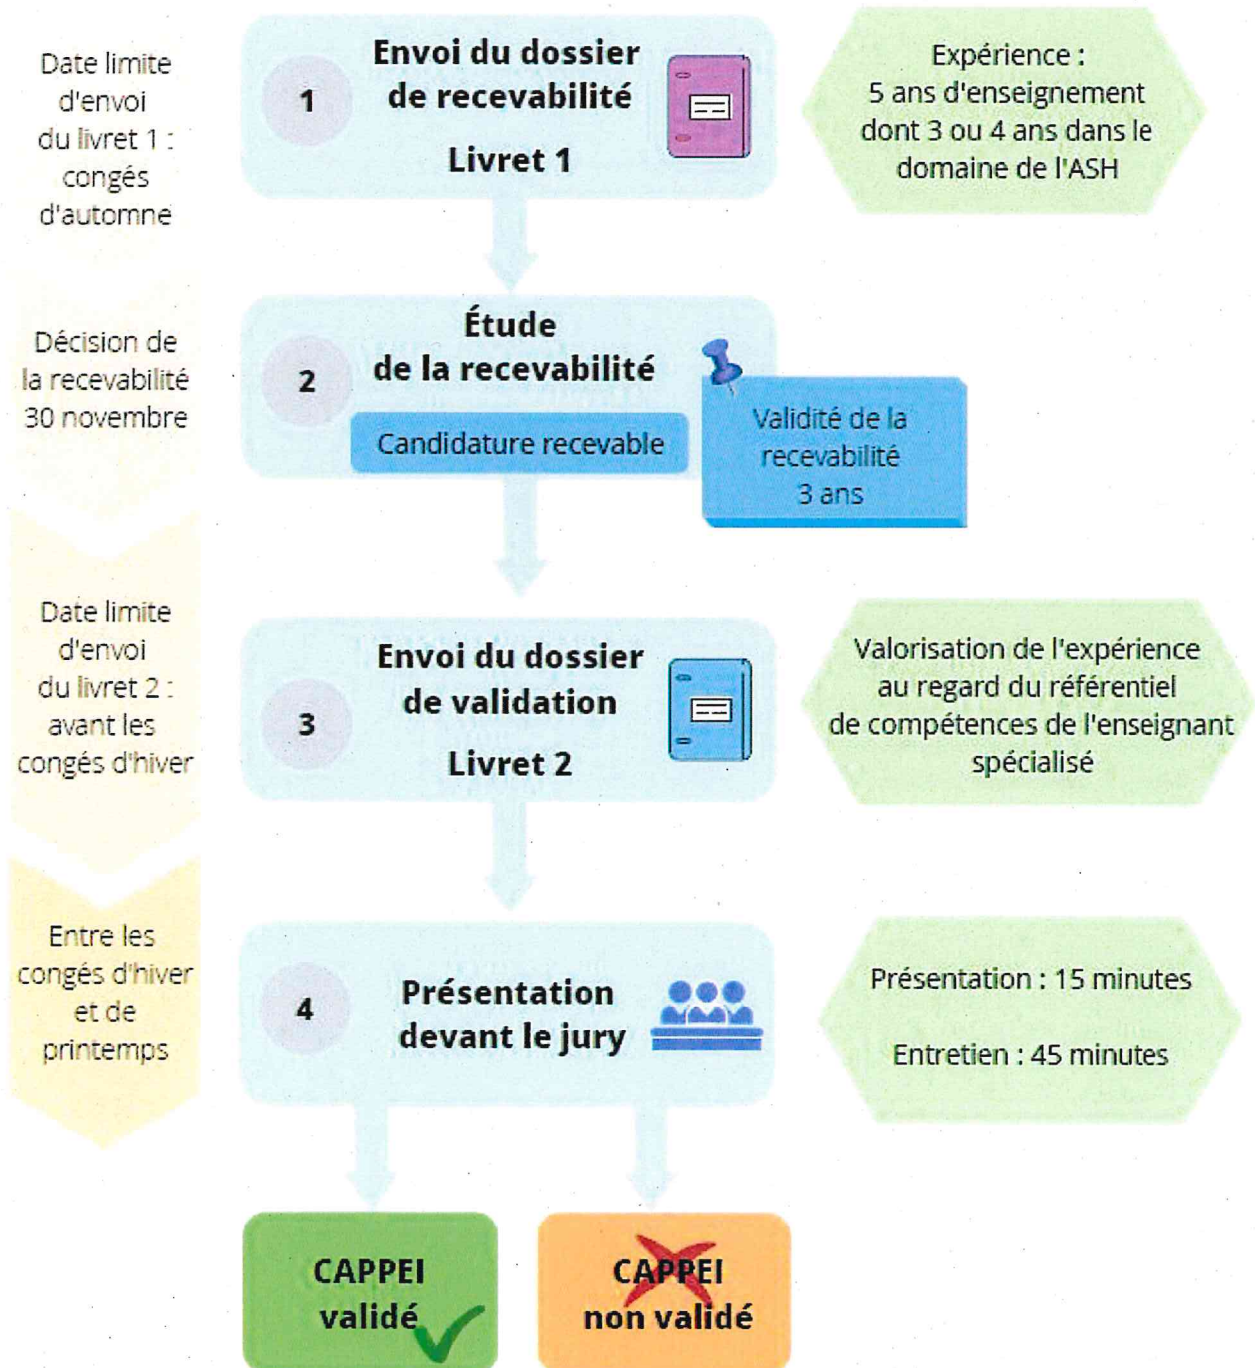 Date limite
d'envoi
du livret 1 :
congés
d'automne
1
Envoi du dossier
de recevabilité
Livret 1
Expérience :
5 ans d'enseignement
dont 3 ou 4 ans dans le
domaine de l'ASH
Décision de
la recevabilité
30 novembre
2
Étude
de la recevabilité
Candidature recevable
Validité de la
recevabilité
3 ans
Date limite
d'envoi
du livret 2 :
avant les
congés d'hiver
3
Envoi du dossier
de validation
Livret 2
Valorisation de l'expérience
au regard du référentiel
de compétences de l'enseignant
spécialisé
Entre les
congés d'hiver
et de
printemps
4
Présentation
devant le jury
Présentation : 15 minutes
Entretien : 45 minutes
CAPPEI
validé
CAPPEI
non validé